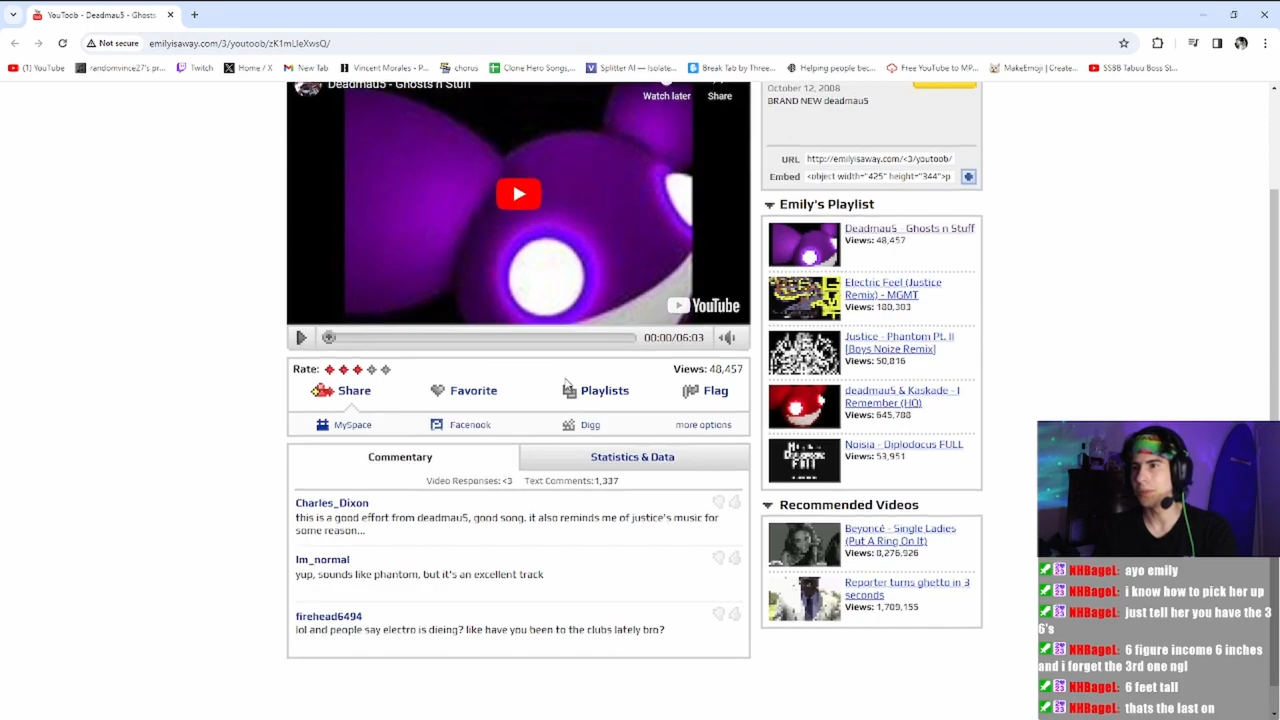 YouToob - Deadmau5 - Ghosts
Not secure
emilyisaway.com/3/youtoob/zK1mLIeXwsQ/
(1) YouTube
randomvince27's pr...
Twitch
Home / X
New Tab
Vincent Morales - P...
chorus
Clone Hero Songs,...
Splitter AI — Isolate...
Break Tab by Three...
Helping people bec...
Free YouTube to MP...
MakeEmoji | Create...
SSBB Tabuu Boss St...
Deadmau5 - Ghosts n Stuff
Watch later
Share
YouTube
00:00/06:03
Rate:
Views: 48,457
Share
Favorite
Playlists
Flag
MySpace
Facenook
Digg
more options
Commentary
Statistics & Data
Video Responses: <3 Text Comments: 1,337
Charles_Dixon
this is a good effort from deadmau5, good song. it also reminds me of justice's music for
some reason...
Im_normal
yup, sounds like phantom, but it's an excellent track
firehead6494
lol and people say electro is dieing? like have you been to the clubs lately bro?
October 12, 2008
BRAND NEW deadmau5
URL http://emilyisaway.com/<3/youtoob/
Embed <object width="425" height="344">p
Emily's Playlist
Deadmau5 - Ghosts n Stuff
Views: 48,457
Electric Feel (Justice
Remix) - MGMT
Views: 180,303
Justice - Phantom Pt. II
[Boys Noize Remix]
Views: 50,816
deadmau5 & Kaskade - I
Remember (HQ)
Views: 645,788
Noisia - Diplodocus FULL
Views: 53,951
Recommended Videos
Beyoncé - Single Ladies
(Put A Ring On It)
Views: 8,276,926
Reporter turns ghetto in 3
seconds
Views: 1,709,155
NHBageL: ayo emily
NHBageL: i know how to pick her up
NHBageL: just tell her you have the 3
6's
NHBageL: 6 figure income 6 inches
and i forget the 3rd one ngl
NHBageL: 6 feet tall
NHBageL: thats the last on